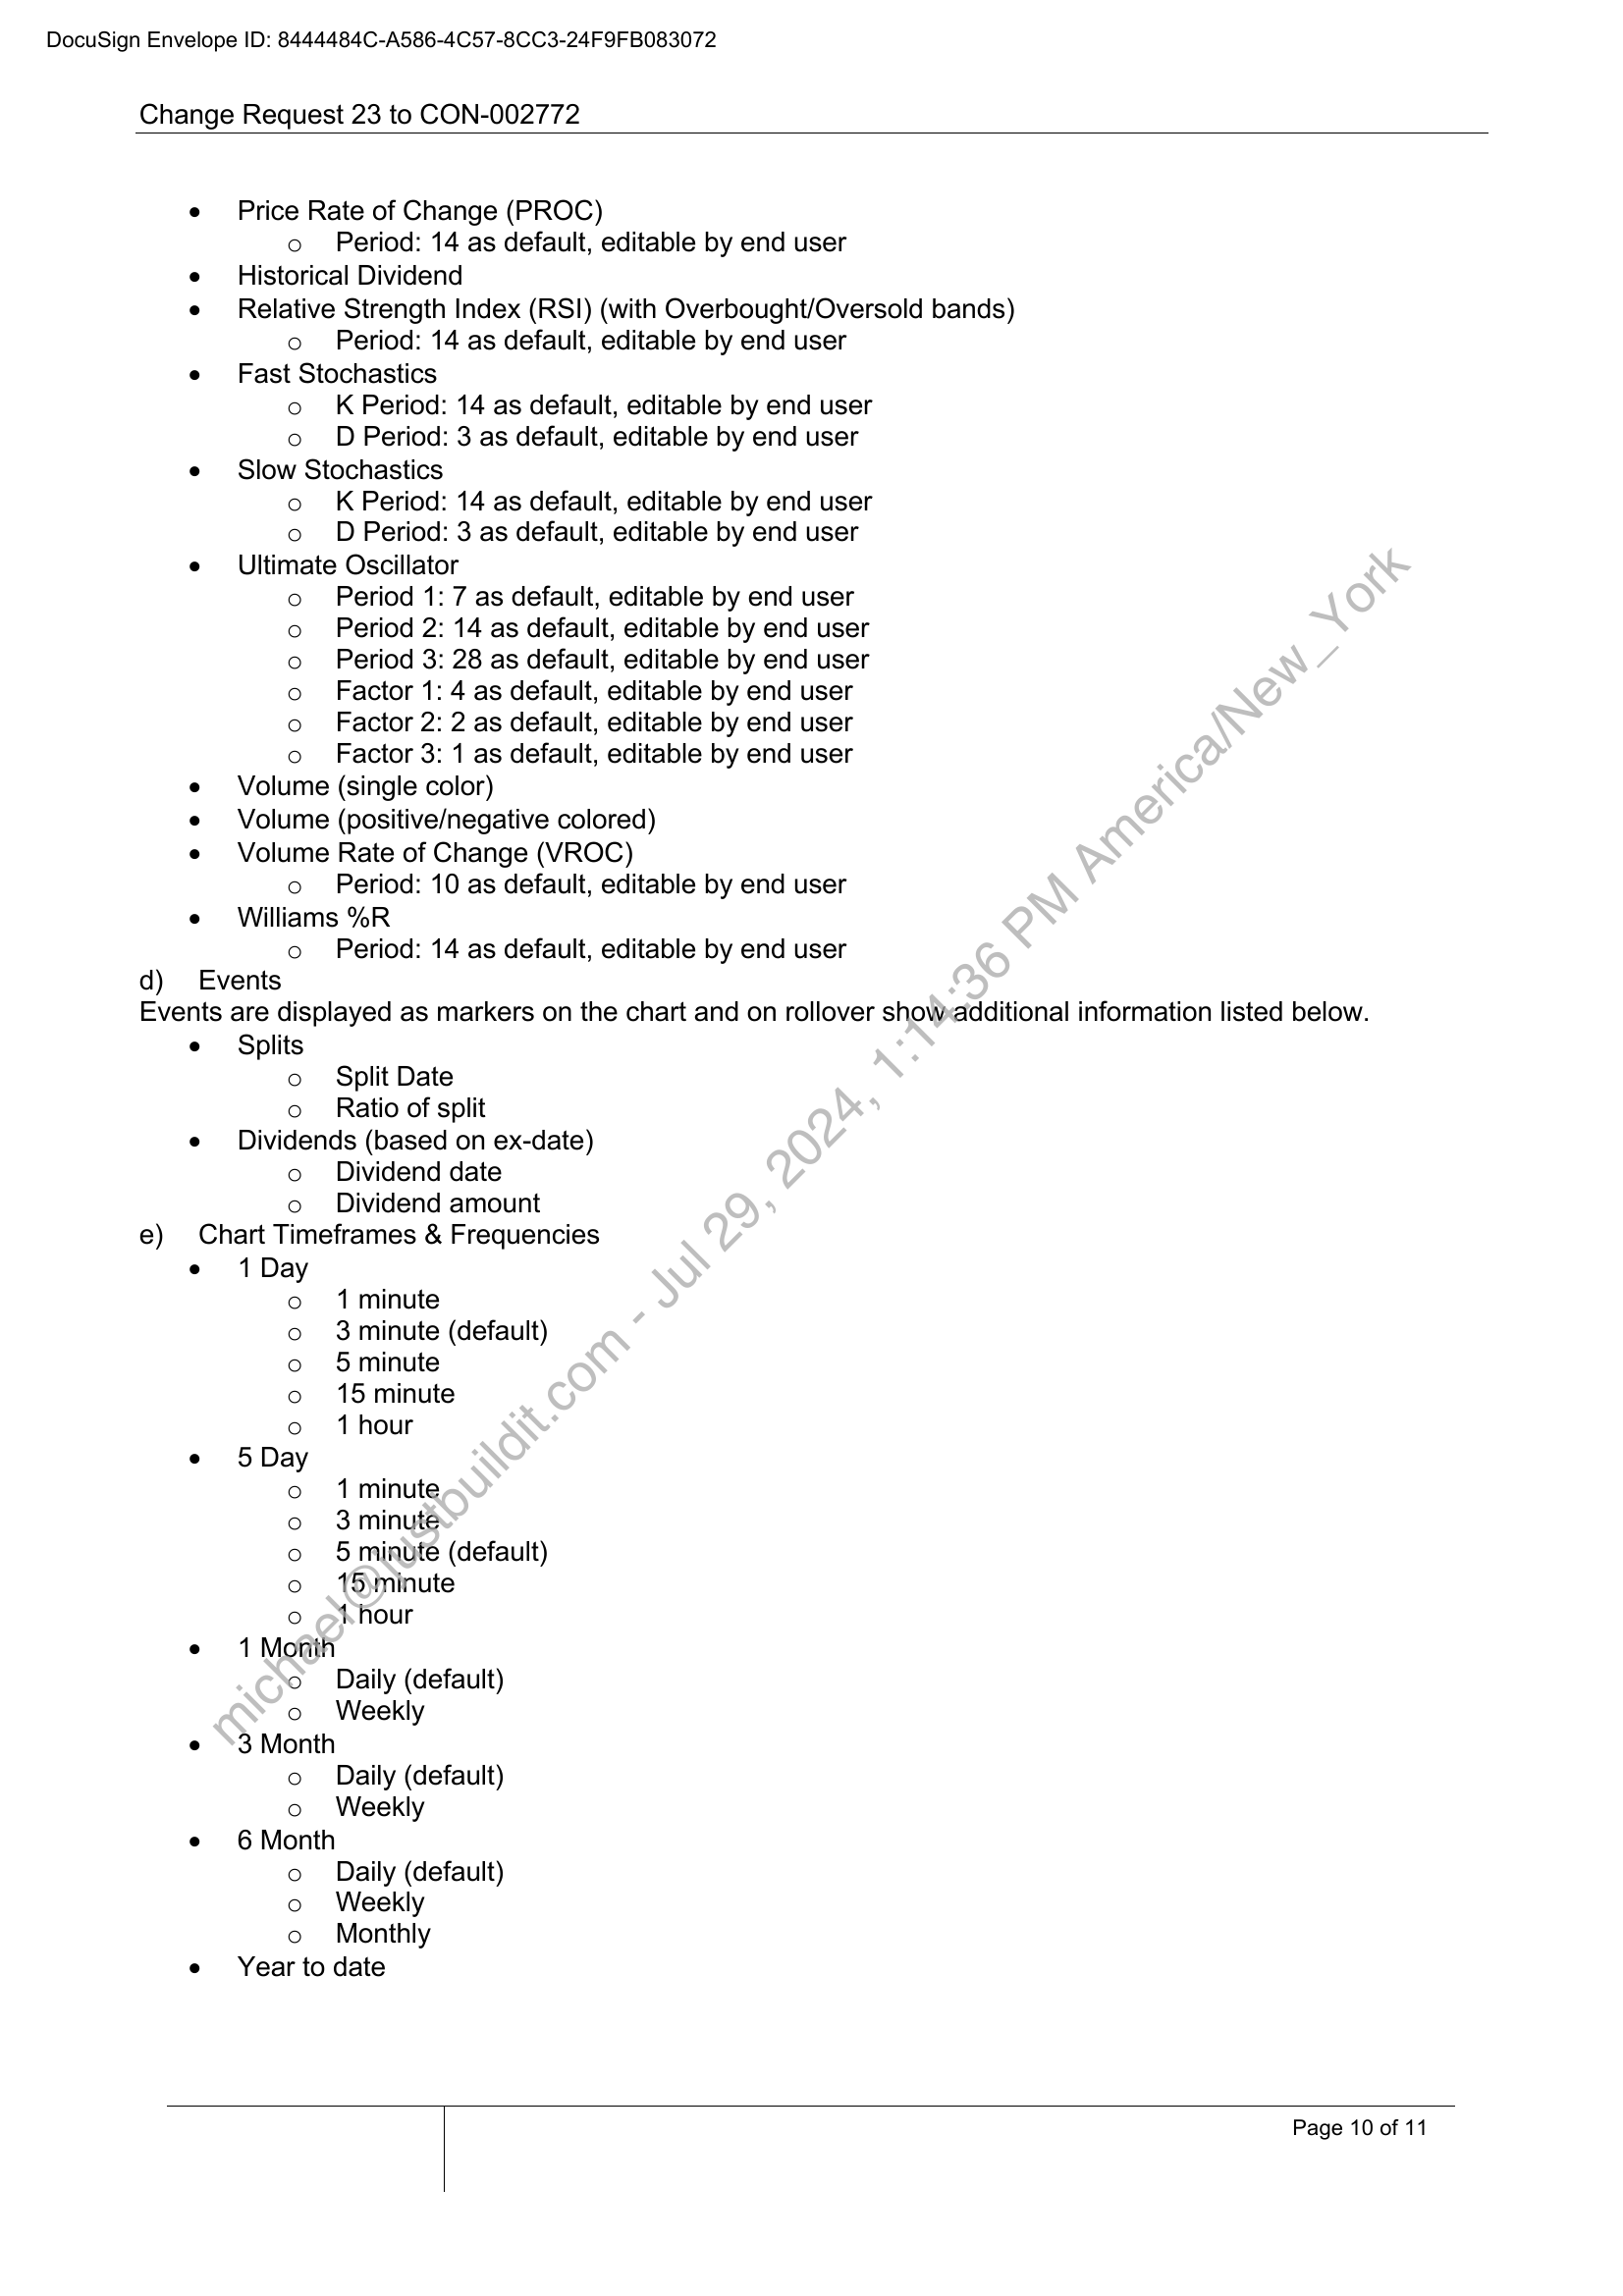 DocuSign Envelope ID: 8444484C-A586-4C57-8CC3-24F9FB083072
Change Request 23 to CON-002772
• Price Rate of Change (PROC)
o Period: 14 as default, editable by end user
• Historical Dividend
• Relative Strength Index (RSI) (with Overbought/Oversold bands)
o Period: 14 as default, editable by end user
• Fast Stochastics
o K Period: 14 as default, editable by end user
o D Period: 3 as default, editable by end user
• Slow Stochastics
o K Period: 14 as default, editable by end user
o D Period: 3 as default, editable by end user
• Ultimate Oscillator
o Period 1: 7 as default, editable by end user
o Period 2: 14 as default, editable by end user
o Period 3: 28 as default, editable by end user
o Factor 1: 4 as default, editable by end user
o Factor 2: 2 as default, editable by end user
o Factor 3: 1 as default, editable by end user
• Volume (single color)
• Volume (positive/negative colored)
• Volume Rate of Change (VROC)
o Period: 10 as default, editable by end user
• Williams %R
o Period: 14 as default, editable by end user
d) Events
Events are displayed as markers on the chart and on rollover show additional information listed below.
• Splits
o Split Date
o Ratio of split
• Dividends (based on ex-date)
o Dividend date
o Dividend amount
e) Chart Timeframes & Frequencies
• 1 Day
o 1 minute
o 3 minute (default)
o 5 minute
o 15 minute
o 1 hour
• 5 Day
o 1 minute
o 3 minute
o 5 minute (default)
o 15 minute
o 1 hour
• 1 Month
o Daily (default)
o Weekly
• 3 Month
o Daily (default)
o Weekly
• 6 Month
o Daily (default)
o Weekly
o Monthly
• Year to date
michael@justbuildit.com - Jul 29, 2024, 1:14:36 PM America/New_York
Page 10 of 11